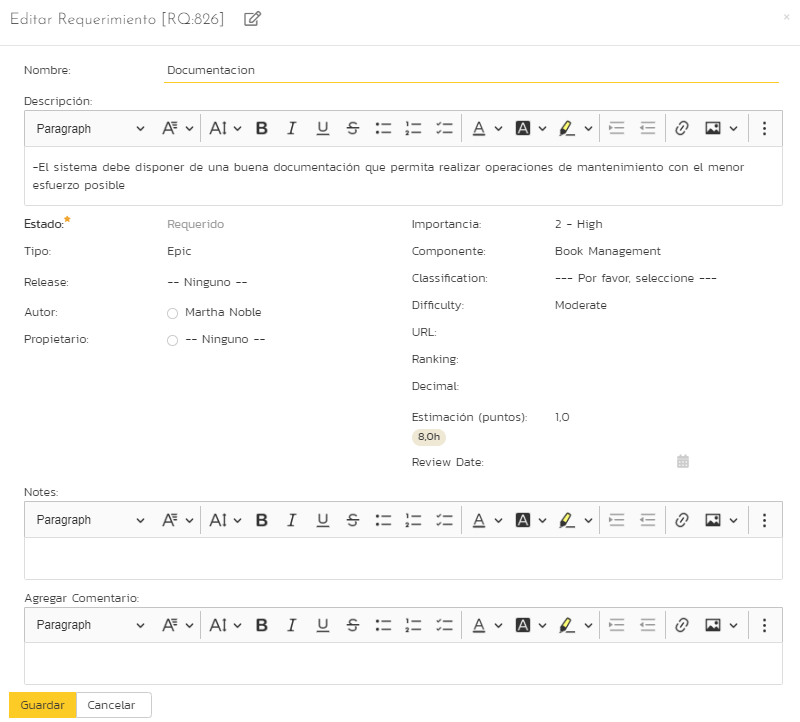 Editar Requerimiento [RQ:826]
×
Nombre: Documentacion
Descripción:
Paragraph
-El sistema debe disponer de una buena documentación que permita realizar operaciones de mantenimiento con el menor
esfuerzo posible
Estado:* Requerido
Tipo: Epic
Release: -- Ninguno --
Autor: Martha Noble
Propietario: -- Ninguno --
Importancia: 2 - High
Componente: Book Management
Classification: --- Por favor, seleccione ---
Difficulty: Moderate
URL:
Ranking:
Decimal:
Estimación (puntos): 1,0
8,0h
Review Date:
Notes:
Paragraph
Agregar Comentario:
Paragraph
Guardar Cancelar